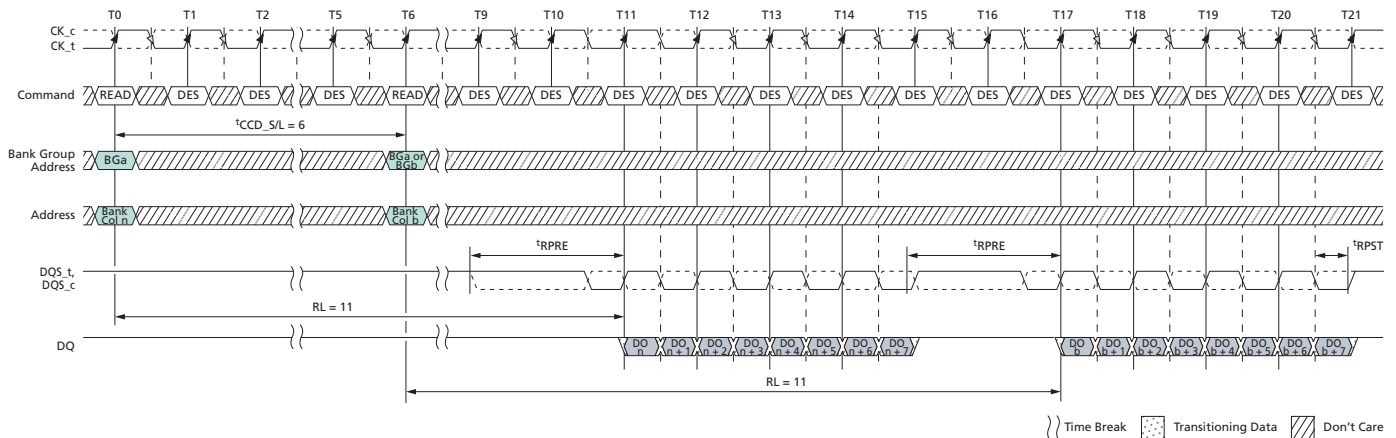 T0 T1 T2 T5 T6 T9 T10 T11 T12 T13 T14 T15 T16 T17 T18 T19 T20 T21
CK_c
CK_t
Command READ DES DES DES READ DES DES DES DES DES DES DES DES DES DES DES DES DES
tCCD_S/L = 6
Bank Group
Address
BGa
BGa or
BGb
Address
Bank
Col n
Bank
Col b
tRPRE tRPRE tRPST
DQS_t,
DQS_c
RL = 11
DQ
DO
n
DO
n + 1
DO
n + 2
DO
n + 3
DO
n + 4
DO
n + 5
DO
n + 6
DO
n + 7
DO
b
DO
b + 1
DO
b + 2
DO
b + 3
DO
b + 4
DO
b + 5
DO
b + 6
DO
b + 7
RL = 11
Time Break Transitioning Data Don't Care